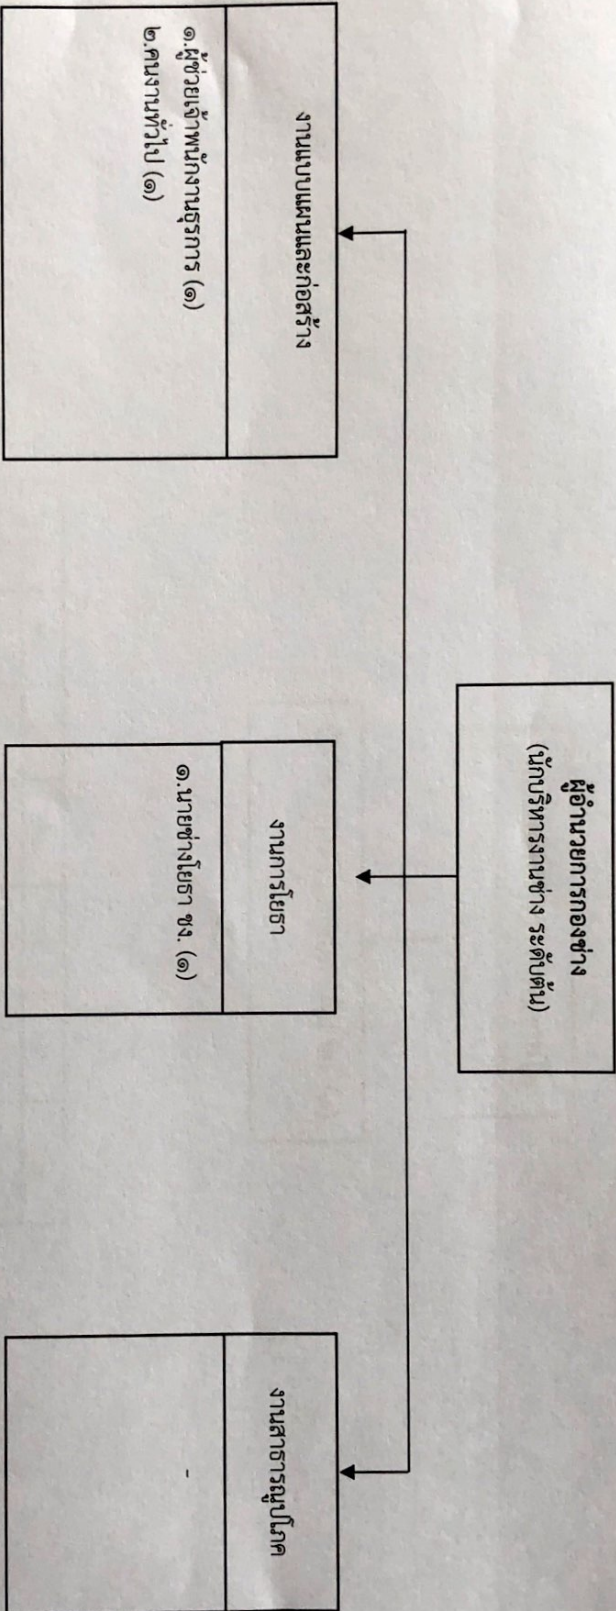 ผู้อำนวยการกองช่าง
(นักบริหารงานช่าง ระดับต้น)
งานแบบแผนและก่อสร้าง
๑.ผู้ช่วยเจ้าพนักงานธุรการ (๑)
๒.คนงานทั่วไป (๑)
งานการโยธา
๑.นายช่างโยธา ชง. (๑)
งานสาธารณูปโภค
-